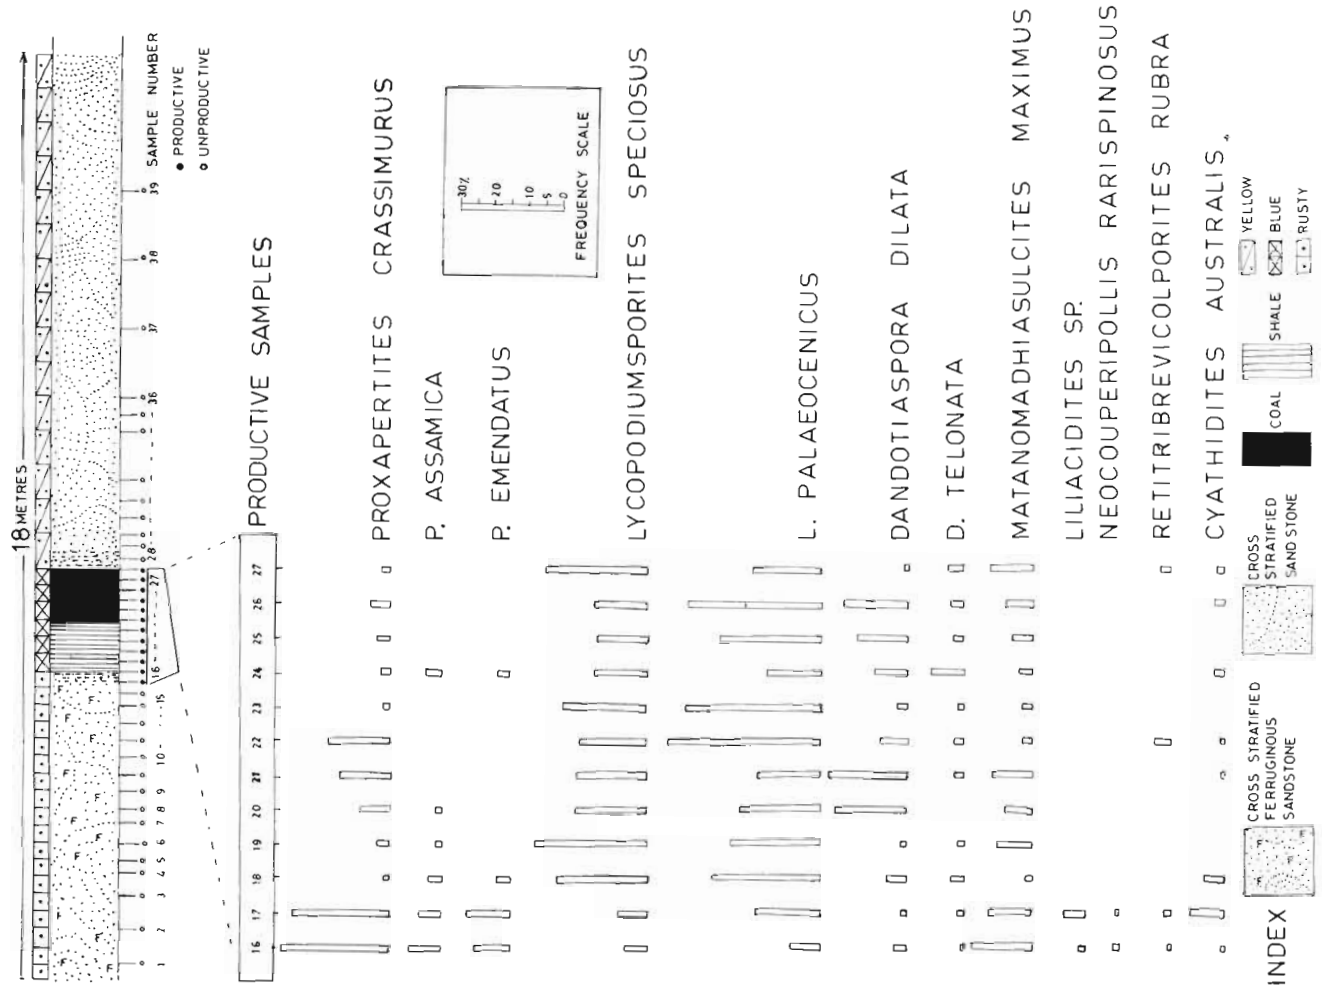 18 METRES
SAMPLE NUMBER
● PRODUCTIVE
○ UNPRODUCTIVE
1 2 3 4 5 6 7 8 9 10 - ... 15 16 - - - 27 28 - - - 36 37 38 39
F F F F F F F F F F
PRODUCTIVE SAMPLES
16 17 18 19 20 21 22 23 24 25 26 27
PROXAPERTITES CRASSIMURUS
P. ASSAMICA
P. EMENDATUS
FREQUENCY SCALE
30%
20
10
5
0
LYCOPODIUMSPORITES SPECIOSUS
L. PALAEOCENICUS
DANDOTIASPORA DILATA
D. TELONATA
MATANOMADHIASULCITES MAXIMUS
LILIACIDITES SP.
NEOCOUPERIPOLLIS RARISPINOSUS
RETITRIBREVICOLPORITES RUBRA
CYATHIDITES AUSTRALIS
INDEX
F F F F
CROSS STRATIFIED
FERRUGINOUS
SANDSTONE
CROSS
STRATIFIED
SAND STONE
COAL
SHALE
YELLOW
BLUE
RUSTY